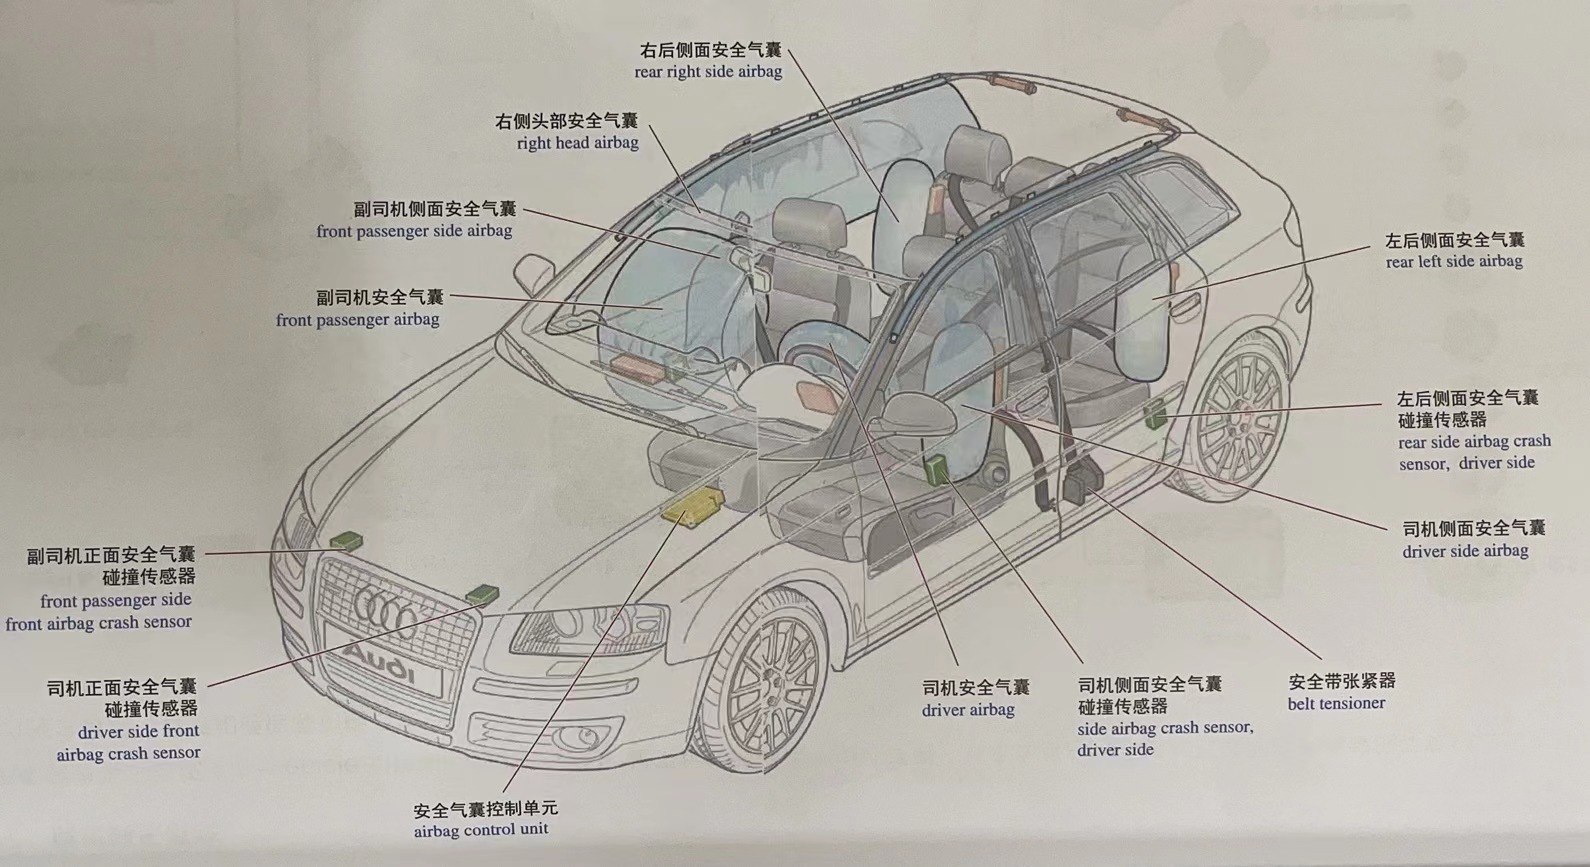 右后侧面安全气囊
rear right side airbag
右侧头部安全气囊
right head airbag
副司机侧面安全气囊
front passenger side airbag
副司机安全气囊
front passenger airbag
左后侧面安全气囊
rear left side airbag
左后侧面安全气囊
碰撞传感器
rear side airbag crash
sensor, driver side
司机侧面安全气囊
driver side airbag
副司机正面安全气囊
碰撞传感器
front passenger side
front airbag crash sensor
司机正面安全气囊
碰撞传感器
driver side front
airbag crash sensor
Audi
安全气囊控制单元
airbag control unit
司机安全气囊
driver airbag
司机侧面安全气囊
碰撞传感器
side airbag crash sensor,
driver side
安全带张紧器
belt tensioner